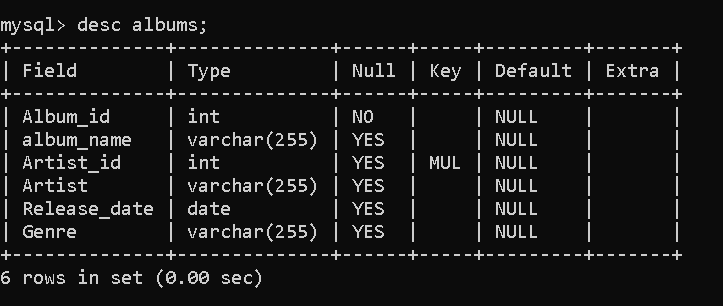 mysql> desc albums;
+--------------+--------------+------+-----+---------+-------+
| Field        | Type         | Null | Key | Default | Extra |
+--------------+--------------+------+-----+---------+-------+
| Album_id     | int          | NO   |     | NULL    |       |
| album_name   | varchar(255) | YES  |     | NULL    |       |
| Artist_id    | int          | YES  | MUL | NULL    |       |
| Artist       | varchar(255) | YES  |     | NULL    |       |
| Release_date | date         | YES  |     | NULL    |       |
| Genre        | varchar(255) | YES  |     | NULL    |       |
+--------------+--------------+------+-----+---------+-------+
6 rows in set (0.00 sec)